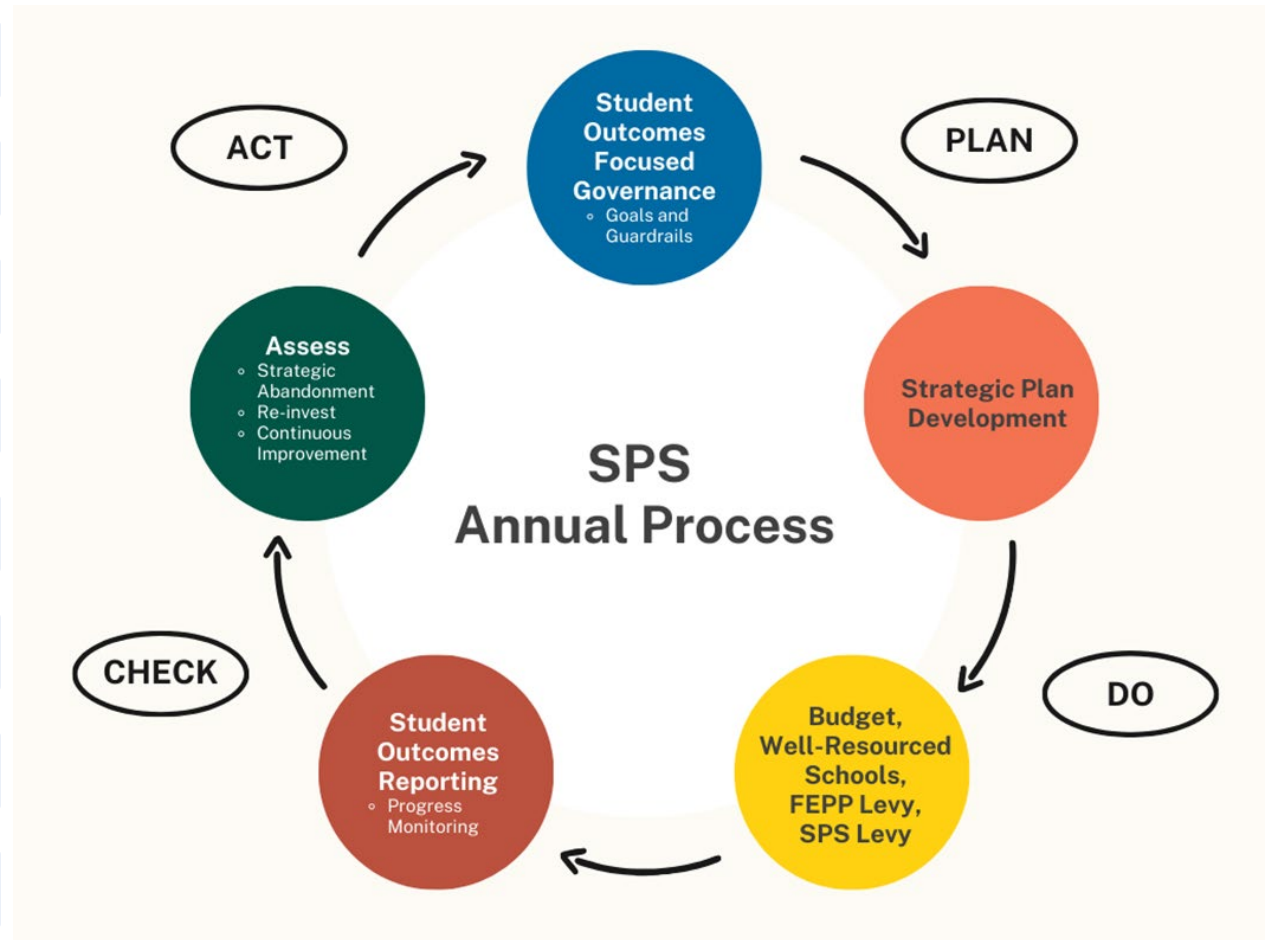 SPS
Annual Process
Student
Outcomes
Focused
Governance
◦ Goals and
Guardrails
PLAN
Strategic Plan
Development
DO
Budget,
Well-Resourced
Schools,
FEPP Levy,
SPS Levy
Student
Outcomes
Reporting
◦ Progress
Monitoring
CHECK
Assess
◦ Strategic
Abandonment
◦ Re-invest
◦ Continuous
Improvement
ACT